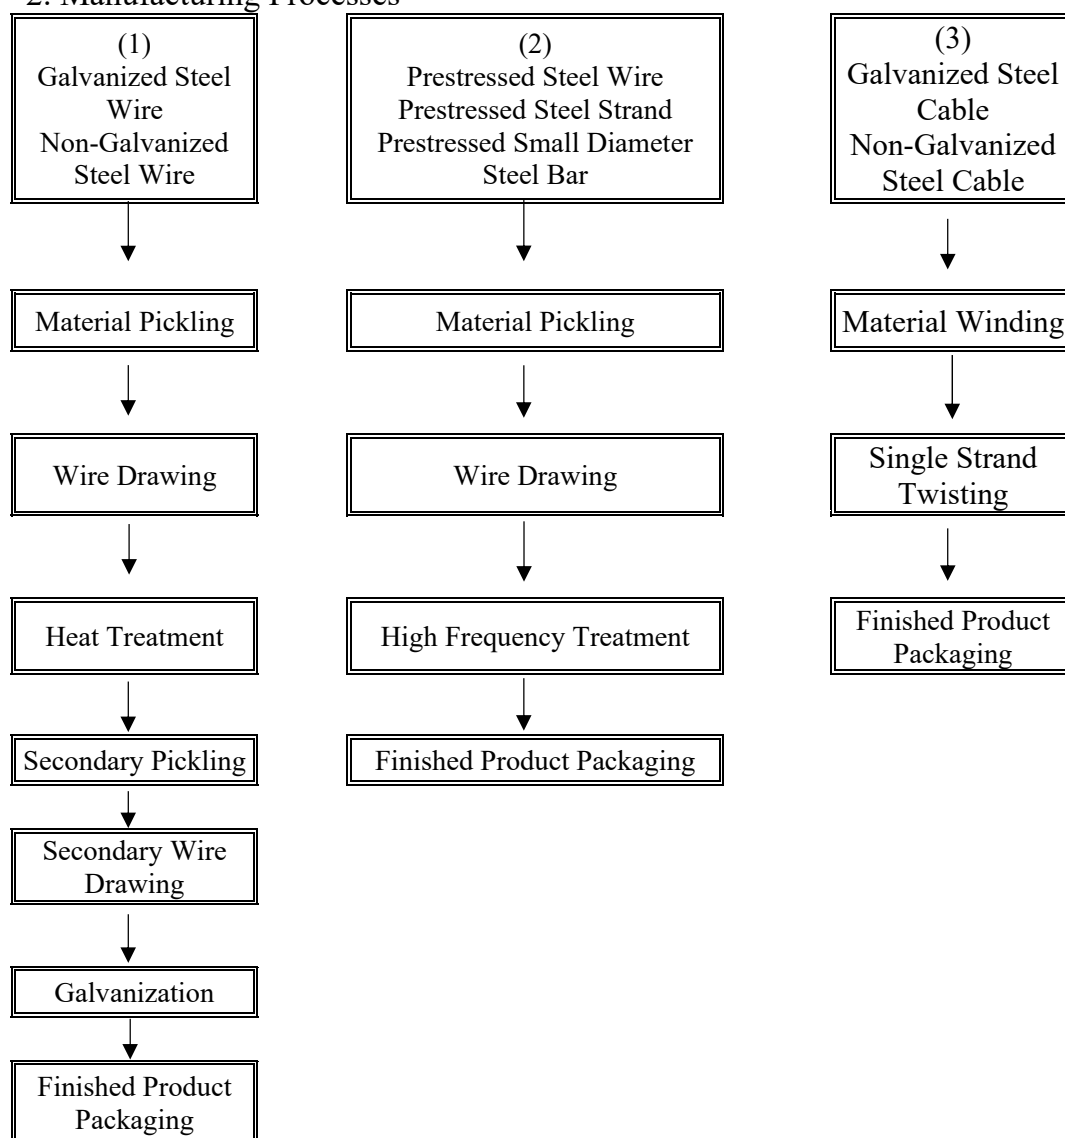 2. Manufacturing Processes
(1)
Galvanized Steel
Wire
Non-Galvanized
Steel Wire
Material Pickling
Wire Drawing
Heat Treatment
Secondary Pickling
Secondary Wire
Drawing
Galvanization
Finished Product
Packaging
(2)
Prestressed Steel Wire
Prestressed Steel Strand
Prestressed Small Diameter
Steel Bar
Material Pickling
Wire Drawing
High Frequency Treatment
Finished Product Packaging
(3)
Galvanized Steel
Cable
Non-Galvanized
Steel Cable
Material Winding
Single Strand
Twisting
Finished Product
Packaging